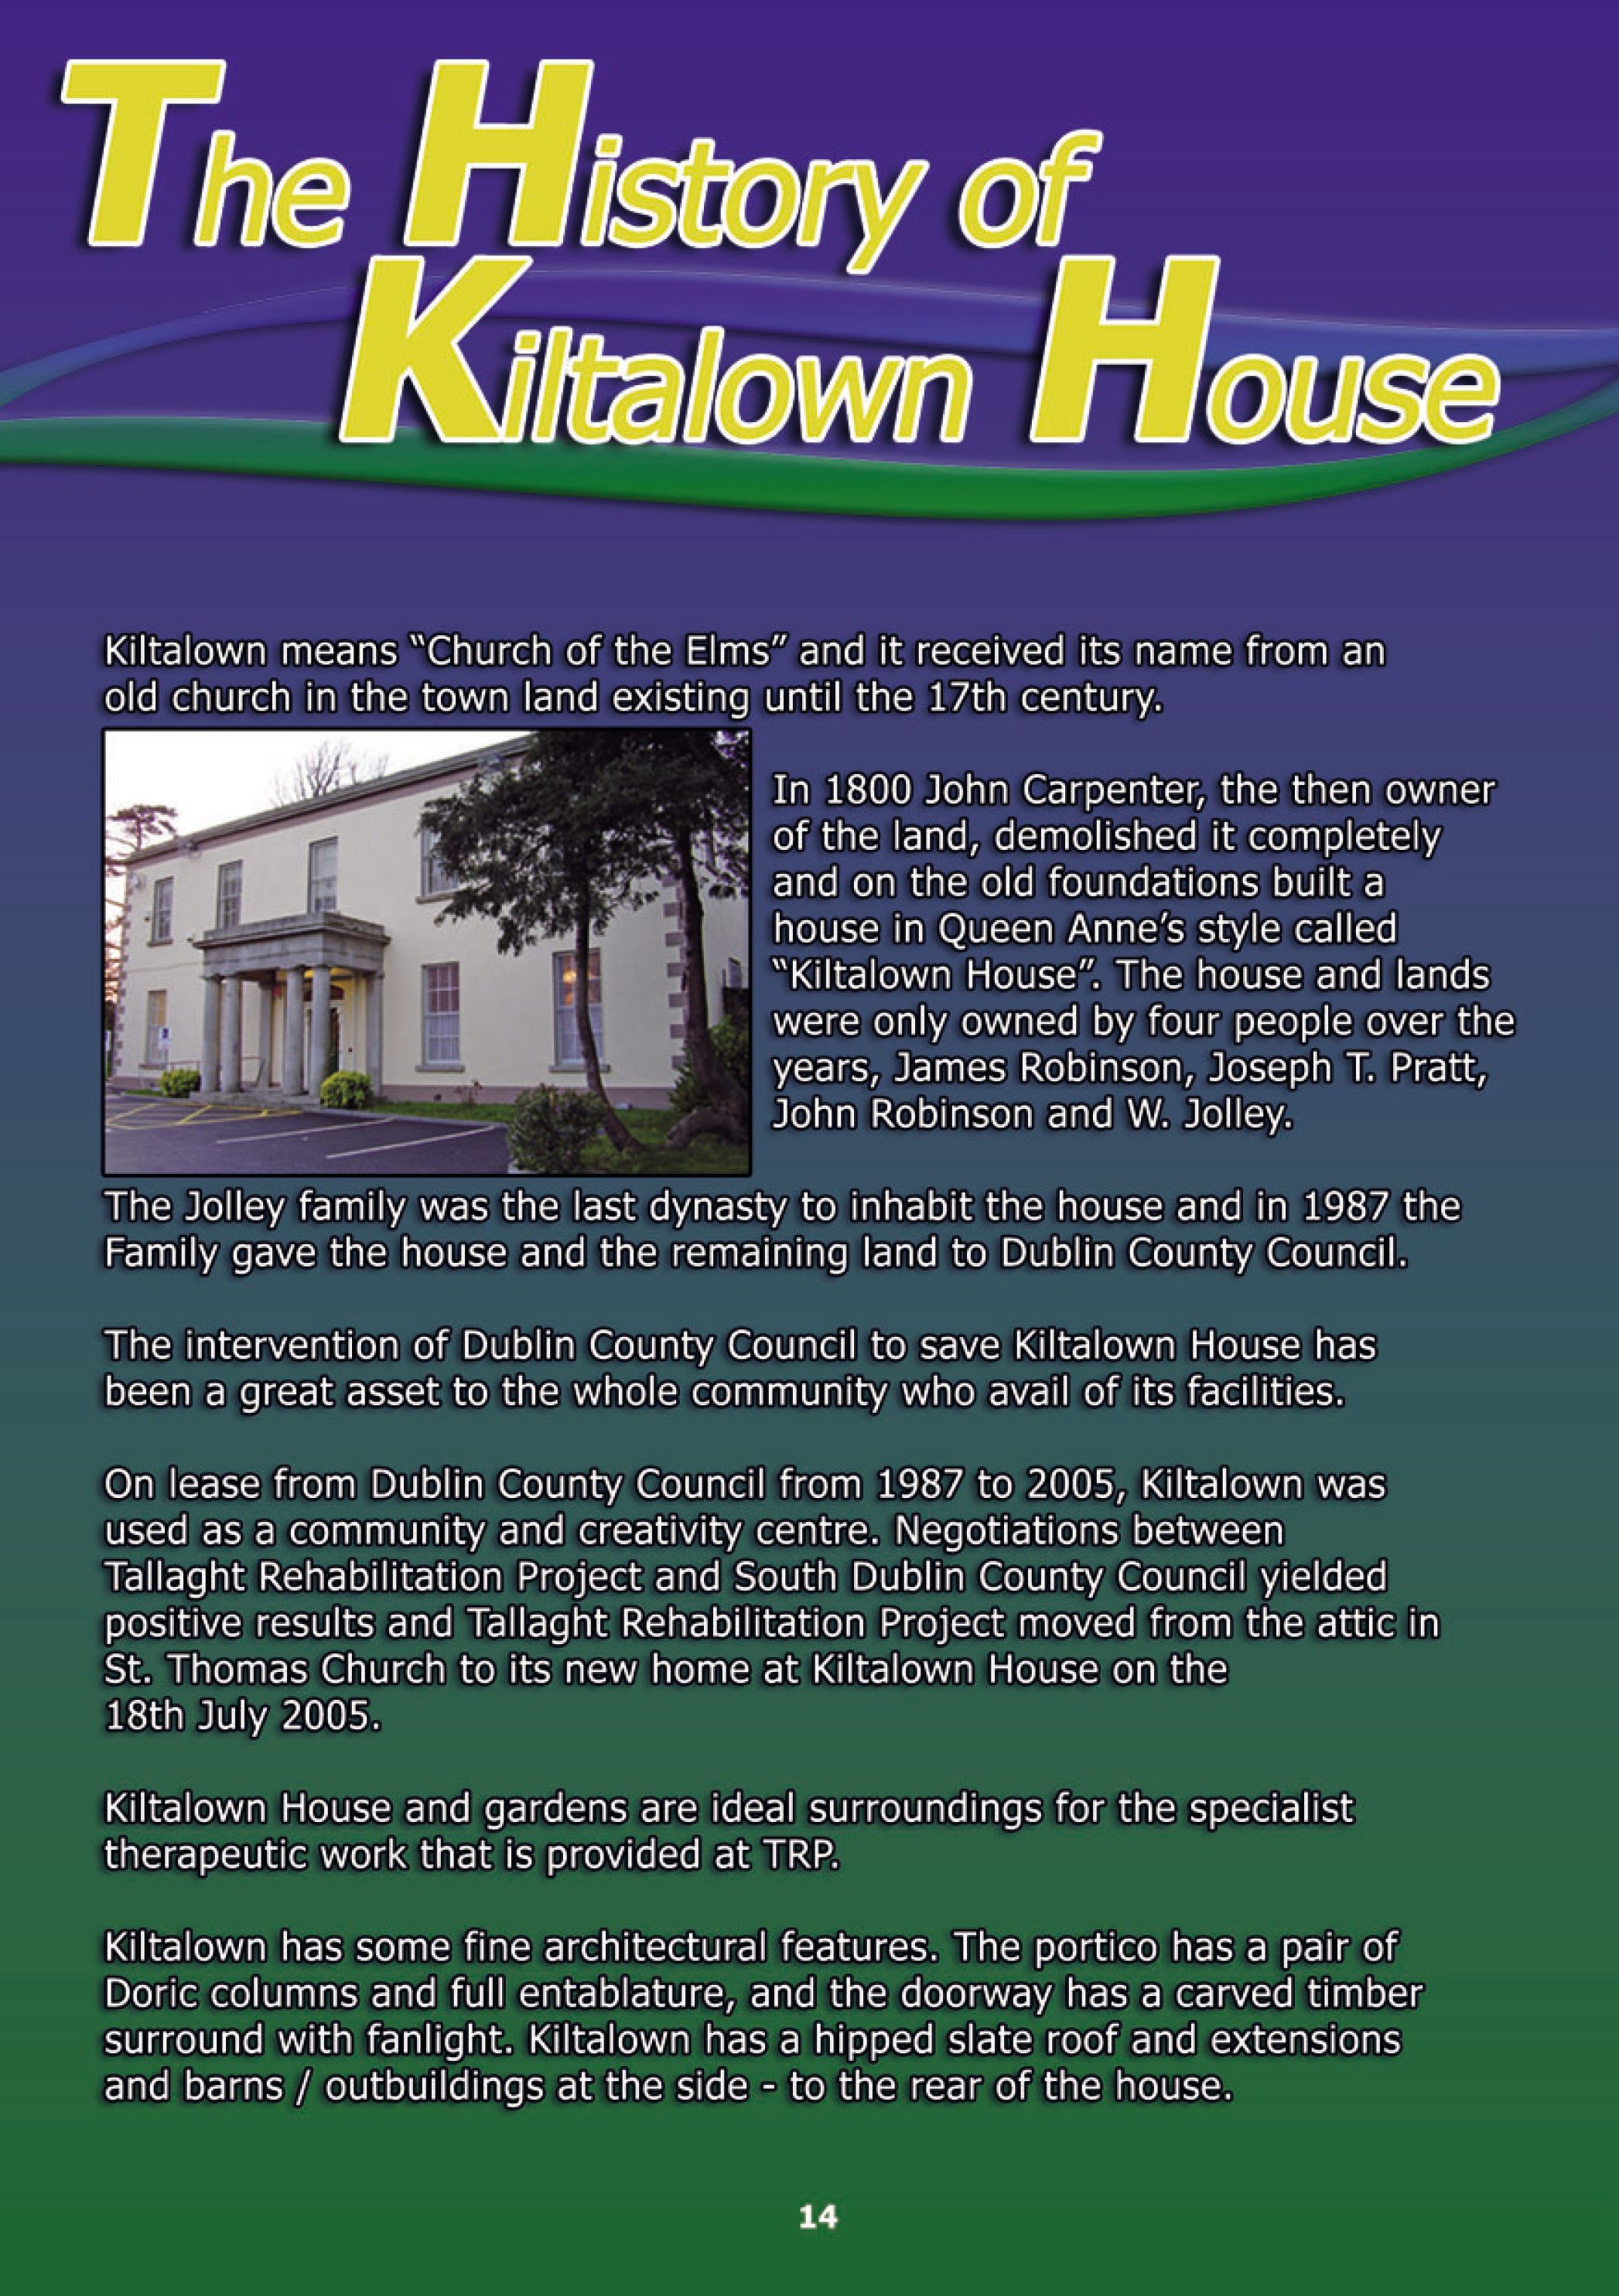 The History of
Kiltalown House
Kiltalown means “Church of the Elms” and it received its name from an
old church in the town land existing until the 17th century.
In 1800 John Carpenter, the then owner
of the land, demolished it completely
and on the old foundations built a
house in Queen Anne’s style called
“Kiltalown House”. The house and lands
were only owned by four people over the
years, James Robinson, Joseph T. Pratt,
John Robinson and W. Jolley.
The Jolley family was the last dynasty to inhabit the house and in 1987 the
Family gave the house and the remaining land to Dublin County Council.
The intervention of Dublin County Council to save Kiltalown House has
been a great asset to the whole community who avail of its facilities.
On lease from Dublin County Council from 1987 to 2005, Kiltalown was
used as a community and creativity centre. Negotiations between
Tallaght Rehabilitation Project and South Dublin County Council yielded
positive results and Tallaght Rehabilitation Project moved from the attic in
St. Thomas Church to its new home at Kiltalown House on the
18th July 2005.
Kiltalown House and gardens are ideal surroundings for the specialist
therapeutic work that is provided at TRP.
Kiltalown has some fine architectural features. The portico has a pair of
Doric columns and full entablature, and the doorway has a carved timber
surround with fanlight. Kiltalown has a hipped slate roof and extensions
and barns / outbuildings at the side - to the rear of the house.
14